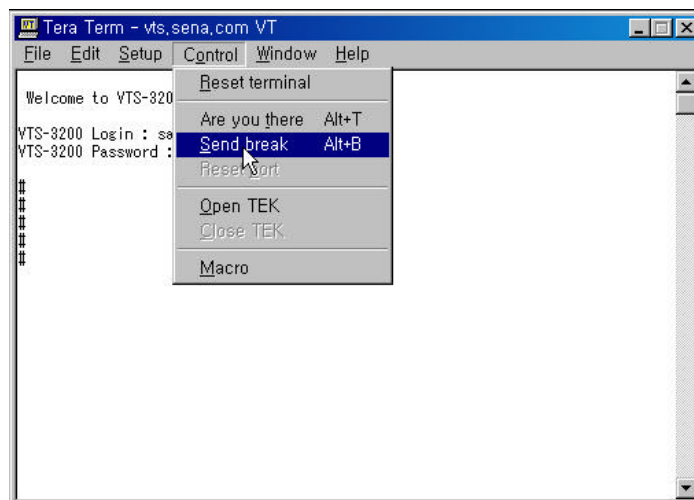 Tera Term - vts,sena,com VT
File Edit Setup Control Window Help
Reset terminal
Are you there Alt+T
Send break Alt+B
Reset port
Open TEK
Close TEK
Macro
Welcome to VTS-320
VTS-3200 Login : sa
VTS-3200 Password :
#
#
#
#
#